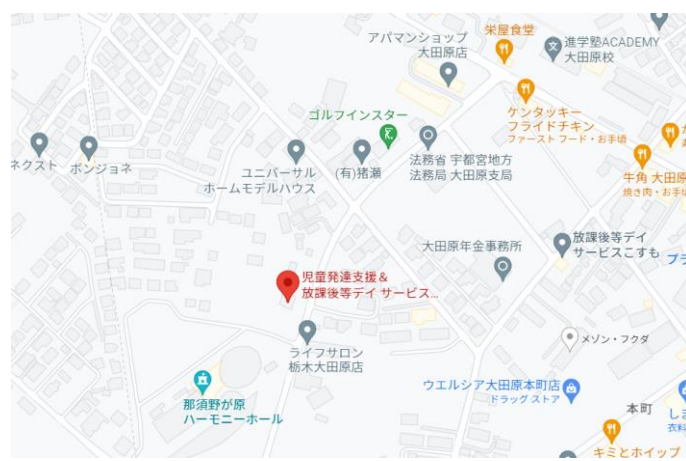 栄屋食堂
アパマンショップ
大田原店
進学塾ACADEMY
大田原校
ゴルフインスター
ケンタッキー
フライドチキン
ファースト フード・お手頃
ネクスト
ボンジョネ
ユニバーサル
ホームモデルハウス
(有)猪瀬
法務省 宇都宮地方
法務局 大田原支局
牛角 大田原
焼き肉・お手頃
大田原年金事務所
放課後等デイ
サービスこすも
児童発達支援&
放課後等デイ サービス...
ライフサロン
栃木大田原店
メゾン・フクダ
那須野が原
ハーモニーホール
ウエルシア大田原本町店
ドラッグ ストア
本町
衣料
キミとホイップ